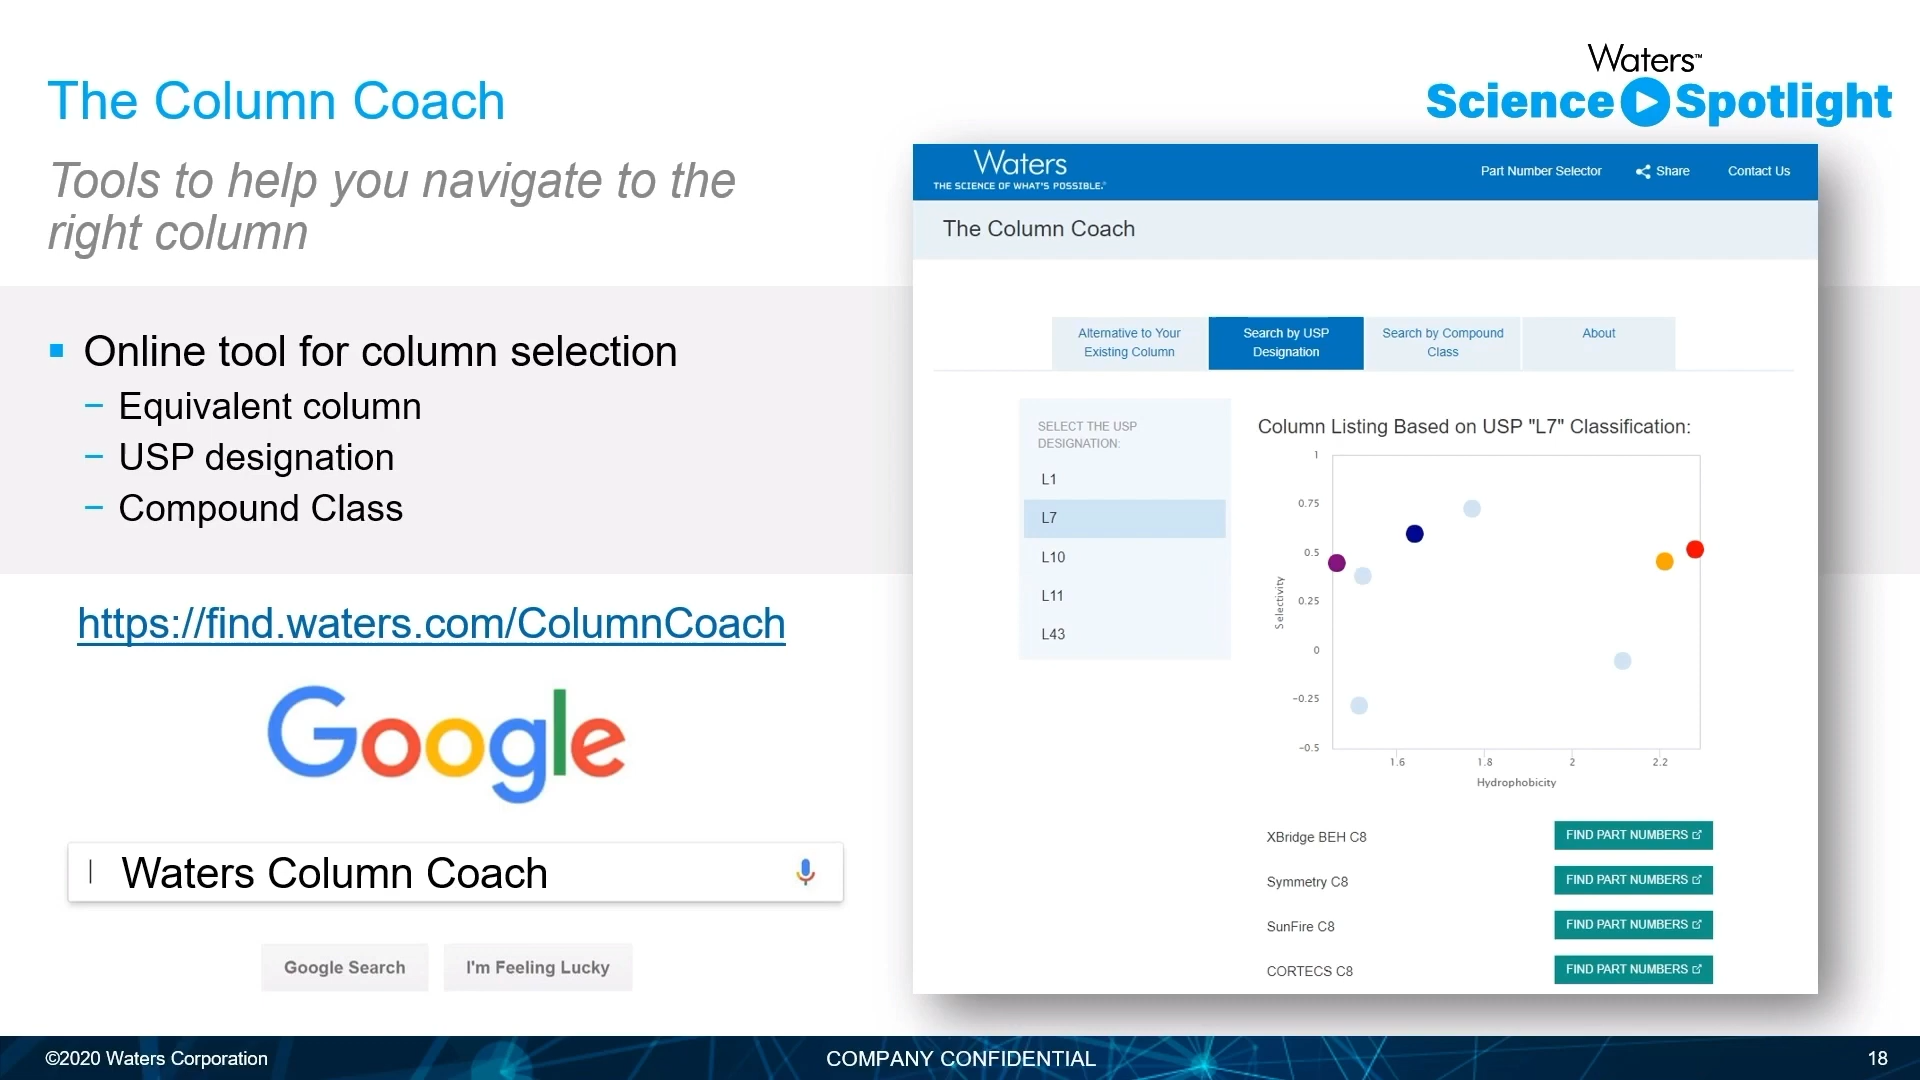 Waters™
Science Spotlight
The Column Coach
Tools to help you navigate to the
right column
Online tool for column selection
– Equivalent column
– USP designation
– Compound Class
https://find.waters.com/ColumnCoach
Google
Waters Column Coach
Google Search
I'm Feeling Lucky
Waters
THE SCIENCE OF WHAT'S POSSIBLE.®
Part Number Selector
Share
Contact Us
The Column Coach
Alternative to Your
Existing Column
Search by USP
Designation
Search by Compound
Class
About
SELECT THE USP
DESIGNATION:
L1
L7
L10
L11
L43
Column Listing Based on USP "L7" Classification:
1
0.75
0.5
0.25
0
−0.25
−0.5
Selectivity
1.6
1.8
2
2.2
Hydrophobicity
XBridge BEH C8
FIND PART NUMBERS
Symmetry C8
FIND PART NUMBERS
SunFire C8
FIND PART NUMBERS
CORTECS C8
FIND PART NUMBERS
©2020 Waters Corporation
COMPANY CONFIDENTIAL
18